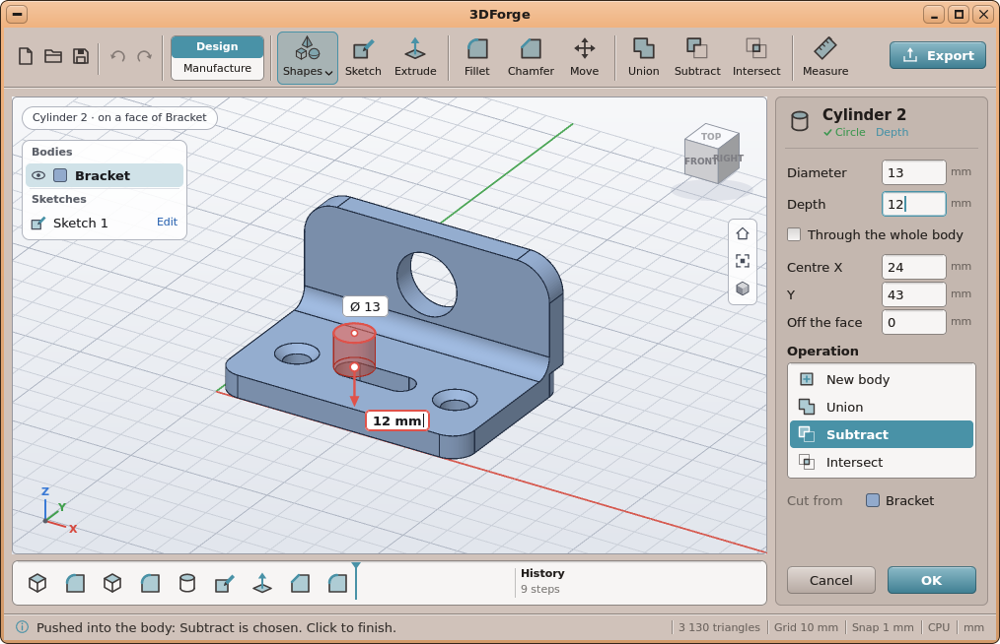 3DForge
Design
Manufacture
Shapes
Sketch
Extrude
Fillet
Chamfer
Move
Union
Subtract
Intersect
Measure
Export
Cylinder 2 · on a face of Bracket
Bodies
Bracket
Sketches
Sketch 1
Edit
TOP
FRONT
RIGHT
Ø 13
12 mm
Z
Y
X
Cylinder 2
Circle Depth
Diameter 13 mm
Depth 12 mm
Through the whole body
Centre X 24 mm
Y 43 mm
Off the face 0 mm
Operation
New body
Union
Subtract
Intersect
Cut from Bracket
Cancel
OK
History
9 steps
Pushed into the body: Subtract is chosen. Click to finish.
3 130 triangles
Grid 10 mm
Snap 1 mm
CPU
mm